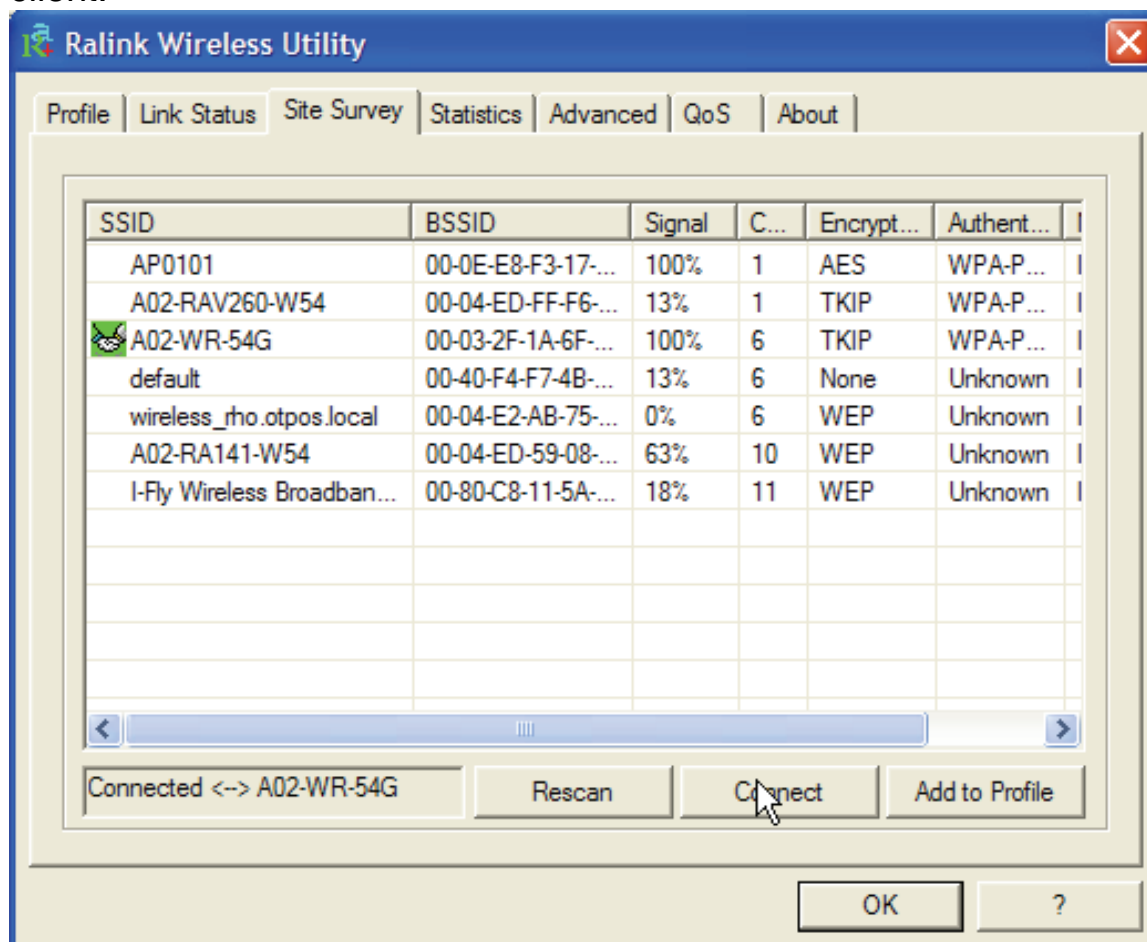 Ralink Wireless Utility
Profile Link Status Site Survey Statistics Advanced QoS About
SSID BSSID Signal C... Encrypt... Authent...
AP0101 00-0E-E8-F3-17-... 100% 1 AES WPA-P...
A02-RAV260-W54 00-04-ED-FF-F6-... 13% 1 TKIP WPA-P...
A02-WR-54G 00-03-2F-1A-6F-... 100% 6 TKIP WPA-P...
default 00-40-F4-F7-4B-... 13% 6 None Unknown
wireless_rho.otpos.local 00-04-E2-AB-75-... 0% 6 WEP Unknown
A02-RA141-W54 00-04-ED-59-08-... 63% 10 WEP Unknown
I-Fly Wireless Broadban... 00-80-C8-11-5A-... 18% 11 WEP Unknown
Connected <--> A02-WR-54G Rescan Connect Add to Profile
OK ?